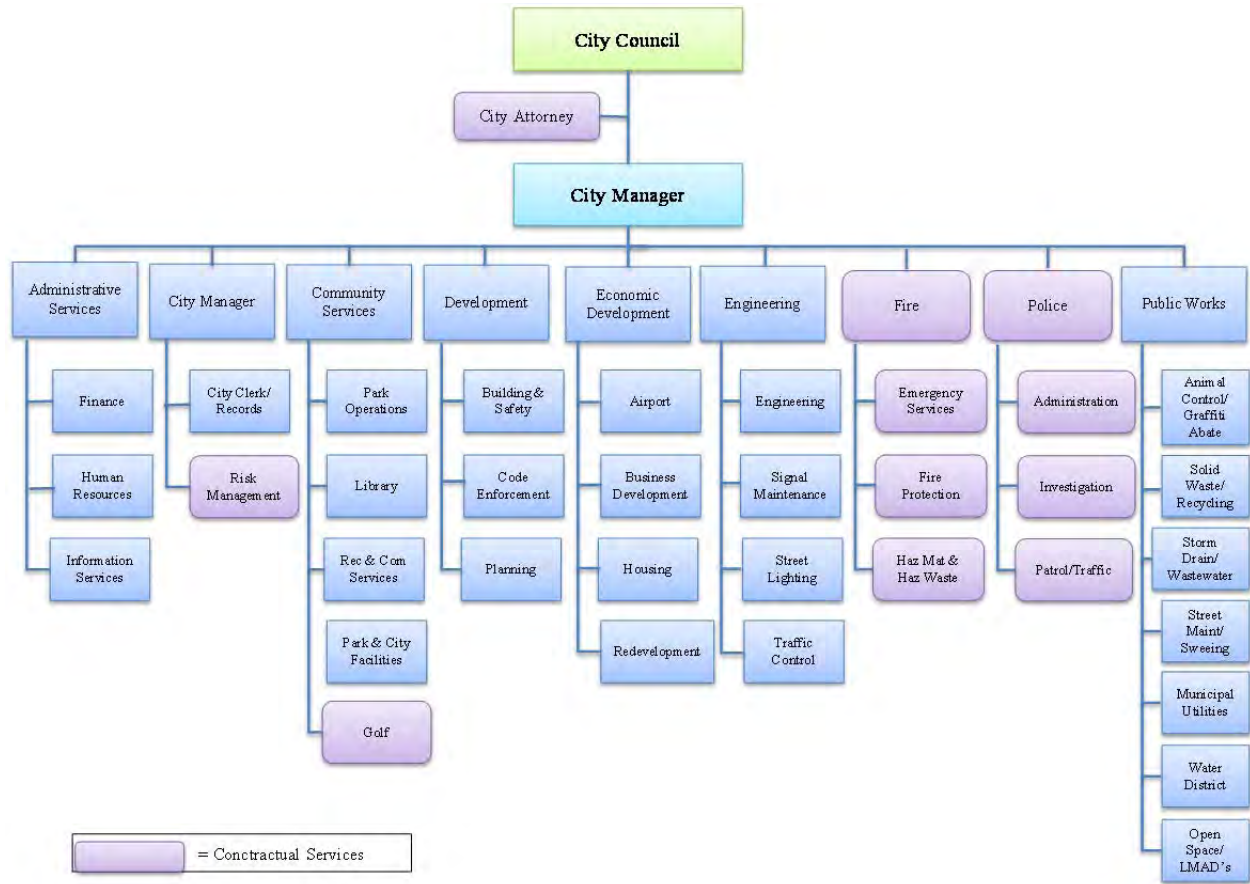 City Council
City Attorney
City Manager
Administrative
Services
City Manager
Community
Services
Development
Economic
Development
Engineering
Fire
Police
Public Works
Finance
Human
Resources
Information
Services
City Clerk/
Records
Risk
Management
Park
Operations
Library
Rec & Com
Services
Park & City
Facilities
Golf
Building &
Safety
Code
Enforcement
Planning
Airport
Business
Development
Housing
Redevelopment
Engineering
Signal
Maintenance
Street
Lighting
Traffic
Control
Emergency
Services
Fire
Protection
Haz Mat &
Haz Waste
Administration
Investigation
Patrol/Traffic
Animal
Control/
Graffiti
Abate
Solid
Waste/
Recycling
Storm
Drain/
Wastewater
Street
Maint/
Sweeing
Municipal
Utilities
Water
District
Open
Space/
LMAD's
= Conctractual Services